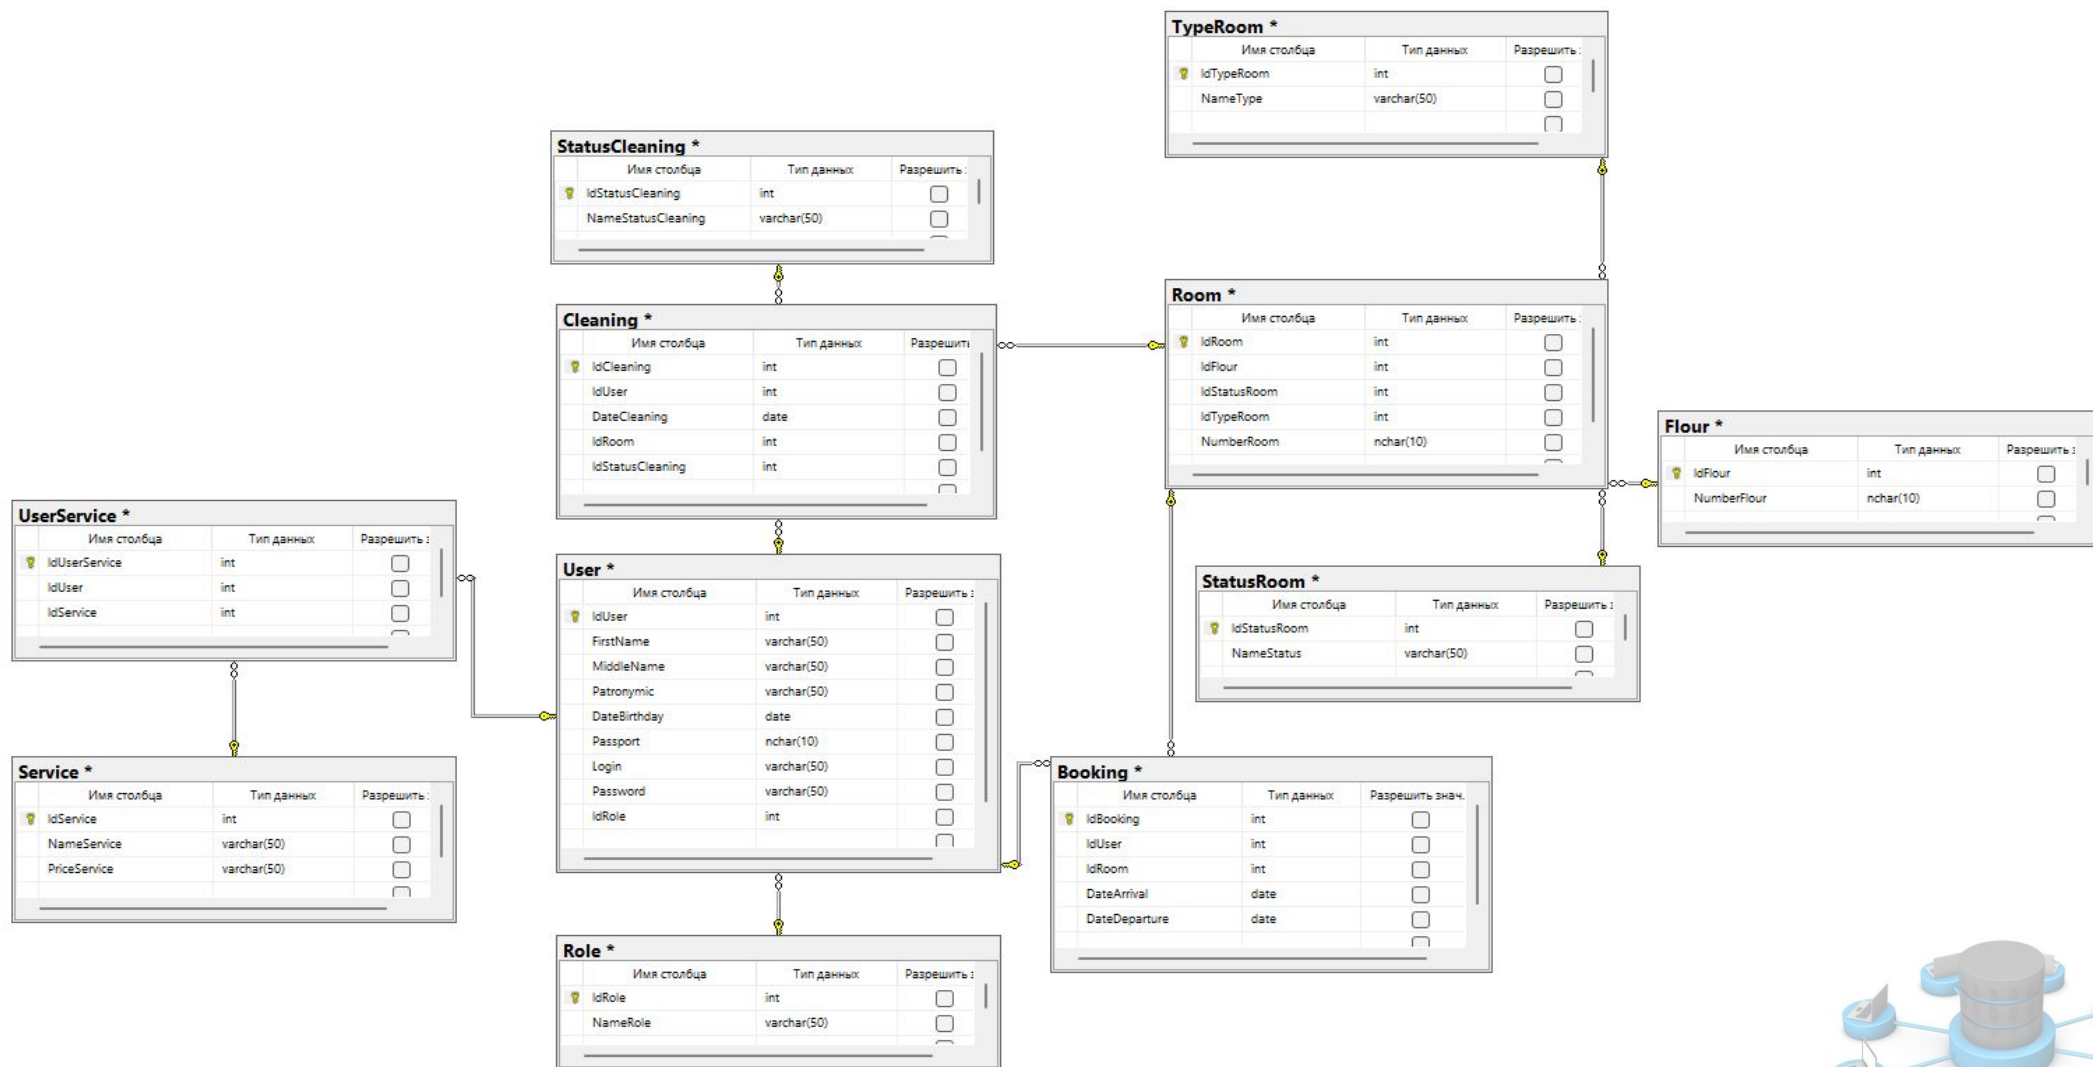 TypeRoom *
Имя столбца Тип данных Разрешить :
IdTypeRoom int
NameType varchar(50)
StatusCleaning *
Имя столбца Тип данных Разрешить :
IdStatusCleaning int
NameStatusCleaning varchar(50)
Cleaning *
Имя столбца Тип данных Разрешить
IdCleaning int
IdUser int
DateCleaning date
IdRoom int
IdStatusCleaning int
Room *
Имя столбца Тип данных Разрешить :
IdRoom int
IdFlour int
IdStatusRoom int
IdTypeRoom int
NumberRoom nchar(10)
Flour *
Имя столбца Тип данных Разрешить з
IdFlour int
NumberFlour nchar(10)
UserService *
Имя столбца Тип данных Разрешить з
IdUserService int
IdUser int
IdService int
User *
Имя столбца Тип данных Разрешить з
IdUser int
FirstName varchar(50)
MiddleName varchar(50)
Patronymic varchar(50)
DateBirthday date
Passport nchar(10)
Login varchar(50)
Password varchar(50)
IdRole int
StatusRoom *
Имя столбца Тип данных Разрешить з
IdStatusRoom int
NameStatus varchar(50)
Service *
Имя столбца Тип данных Разрешить :
IdService int
NameService varchar(50)
PriceService varchar(50)
Booking *
Имя столбца Тип данных Разрешить знач.
IdBooking int
IdUser int
IdRoom int
DateArrival date
DateDeparture date
Role *
Имя столбца Тип данных Разрешить з
IdRole int
NameRole varchar(50)